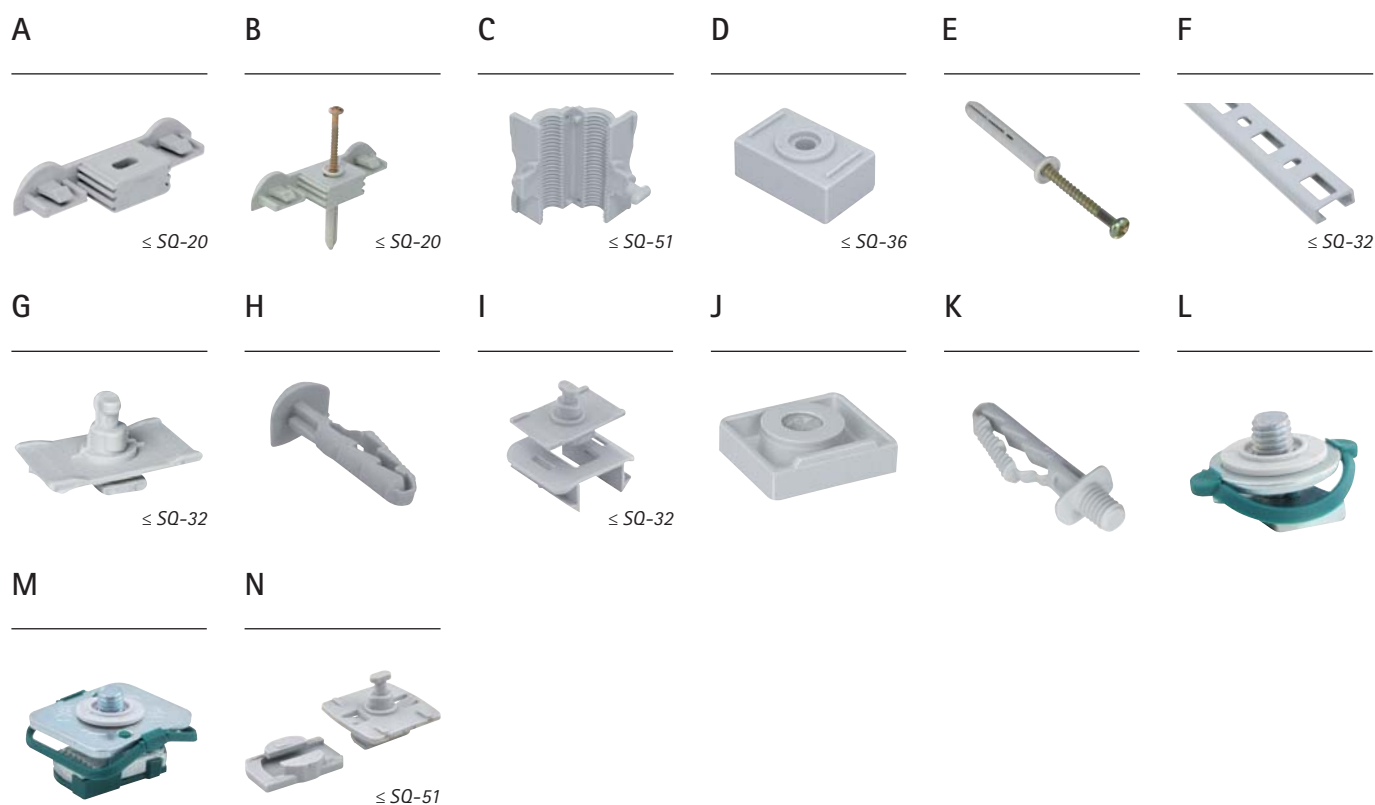 A B C D E F
≤ SQ-20 ≤ SQ-20 ≤ SQ-51 ≤ SQ-36 ≤ SQ-32
G H I J K L
≤ SQ-32 ≤ SQ-32
M N
≤ SQ-51